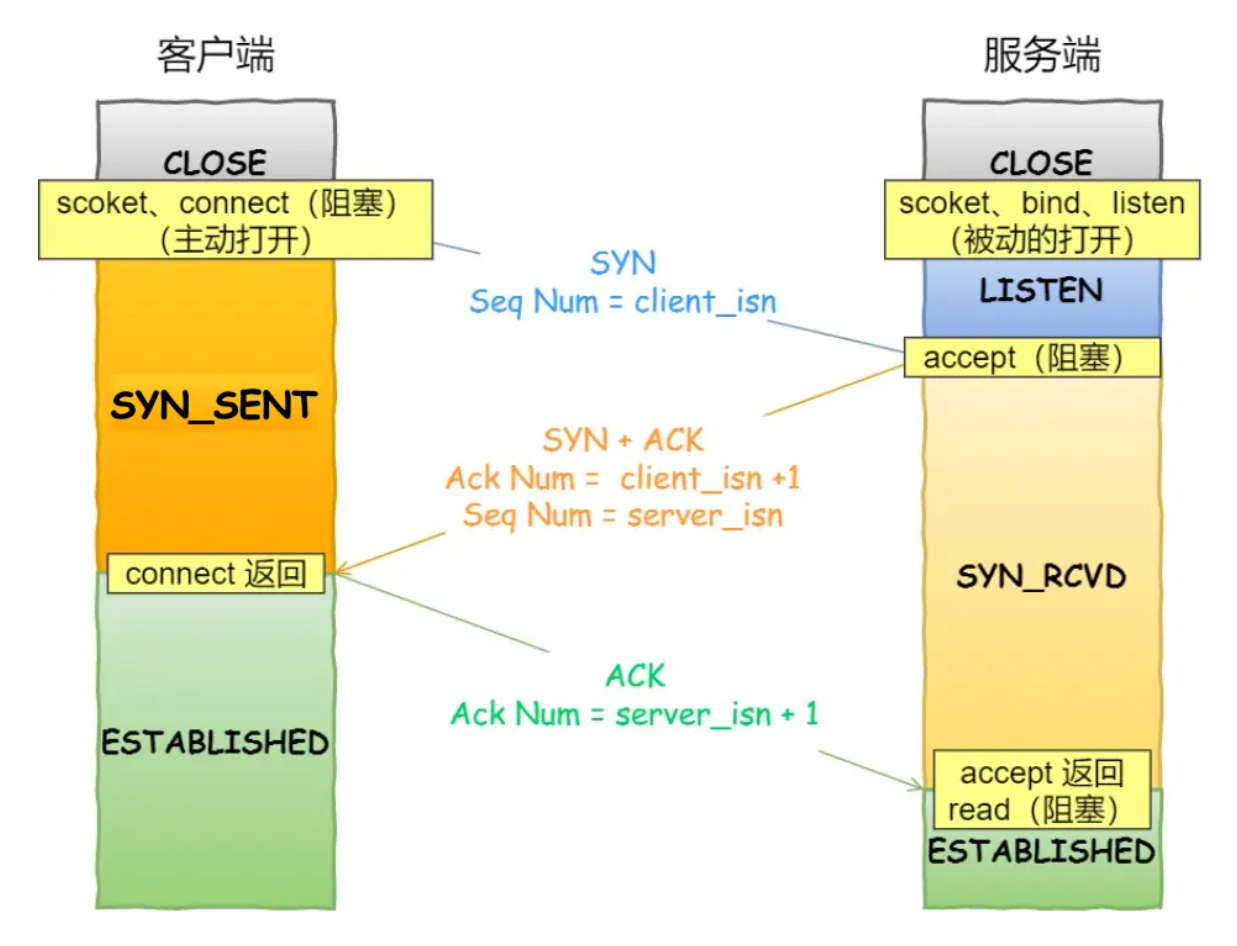 客户端
服务端
CLOSE
CLOSE
scoket、connect（阻塞）
（主动打开）
scoket、bind、listen
（被动的打开）
SYN
Seq Num = client_isn
LISTEN
accept（阻塞）
SYN_SENT
SYN + ACK
Ack Num = client_isn +1
Seq Num = server_isn
connect 返回
SYN_RCVD
ACK
Ack Num = server_isn + 1
ESTABLISHED
accept 返回
read（阻塞）
ESTABLISHED